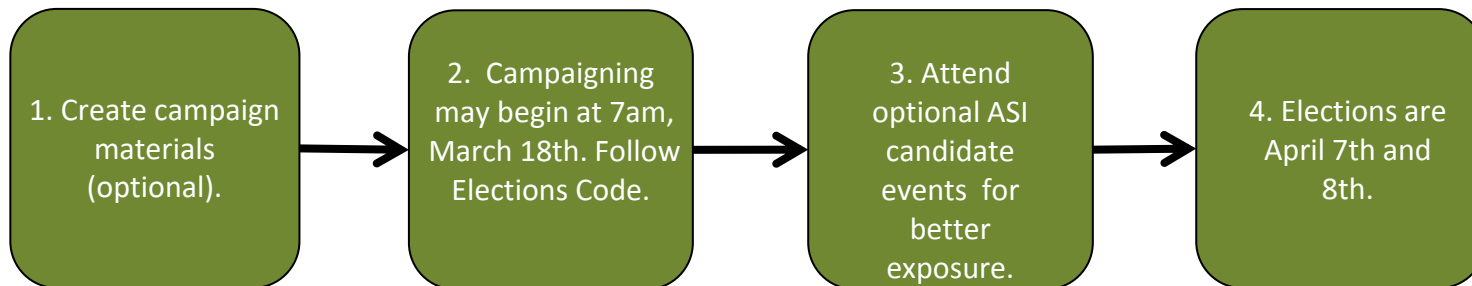 1. Create campaign
materials
(optional).
2.  Campaigning
may begin at 7am,
March 18th. Follow
Elections Code.
3. Attend
optional ASI
candidate
events  for
better
exposure.
4. Elections are
April 7th and
8th.